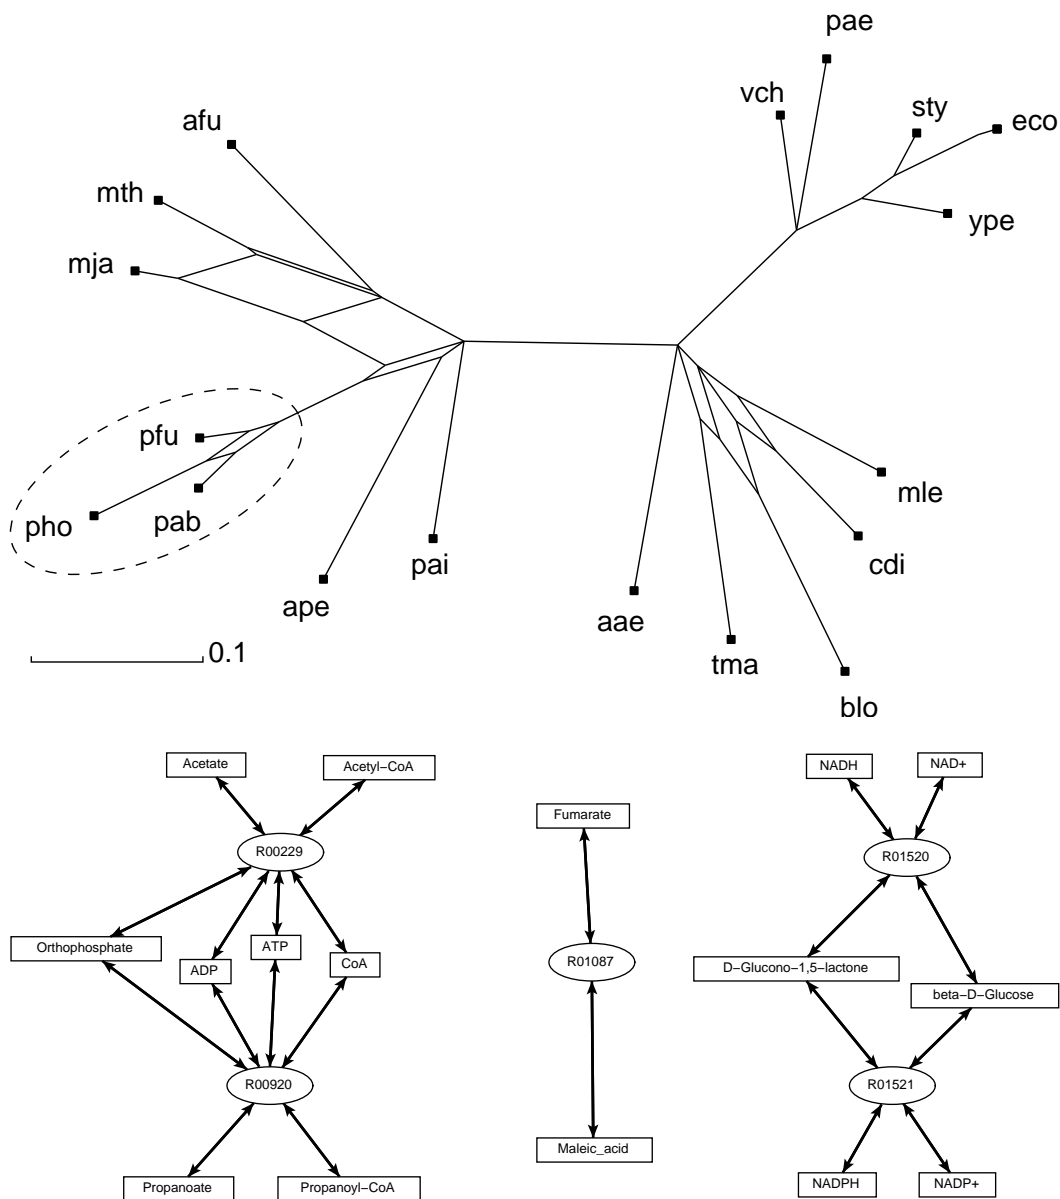 pae
vch
sty
eco
afu
mth
ype
mja
pfu
mle
pho
pab
pai
cdi
ape
aae
0.1
tma
blo
Acetate
Acetyl−CoA
R00229
Orthophosphate
ADP
ATP
CoA
R00920
Propanoate
Propanoyl−CoA
Fumarate
R01087
Maleic_acid
NADH
NAD+
R01520
D−Glucono−1,5−lactone
beta−D−Glucose
R01521
NADPH
NADP+